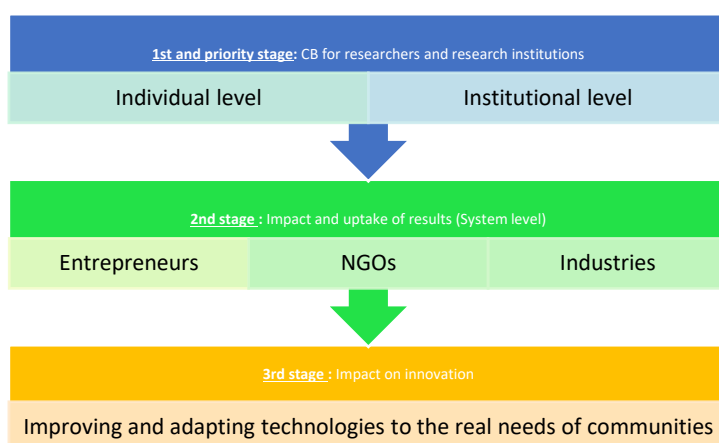 1st and priority stage: CB for researchers and research institutions
Individual level
Institutional level
2nd stage : Impact and uptake of results (System level)
Entrepreneurs
NGOs
Industries
3rd stage : Impact on innovation
Improving and adapting technologies to the real needs of communities